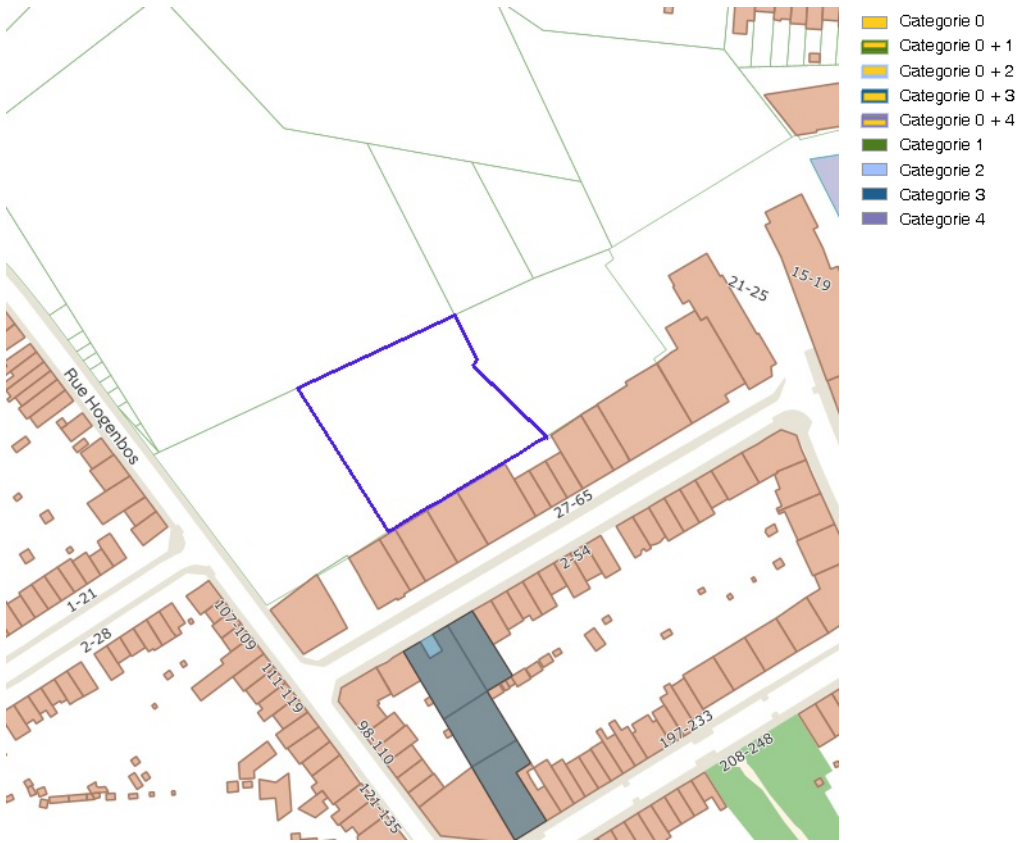 Categorie 0
Categorie 0 + 1
Categorie 0 + 2
Categorie 0 + 3
Categorie 0 + 4
Categorie 1
Categorie 2
Categorie 3
Categorie 4
15-19
21-25
Rue Hogenbos
27-65
2-54
1-21
107-109
2-28
111-119
98-110
197-233
208-248
121-135